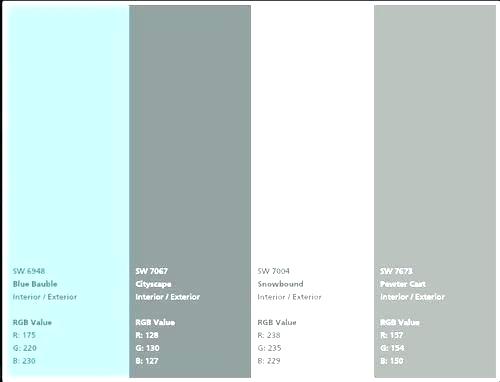 SW 6948
Blue Bauble
Interior / Exterior
RGB Value
R: 175
G: 220
B: 230
SW 7067
Cityscape
Interior / Exterior
RGB Value
R: 128
G: 130
B: 127
SW 7004
Snowbound
Interior / Exterior
RGB Value
R: 238
G: 235
B: 229
SW 7673
Pewter Cast
Interior / Exterior
RGB Value
R: 157
G: 154
B: 150